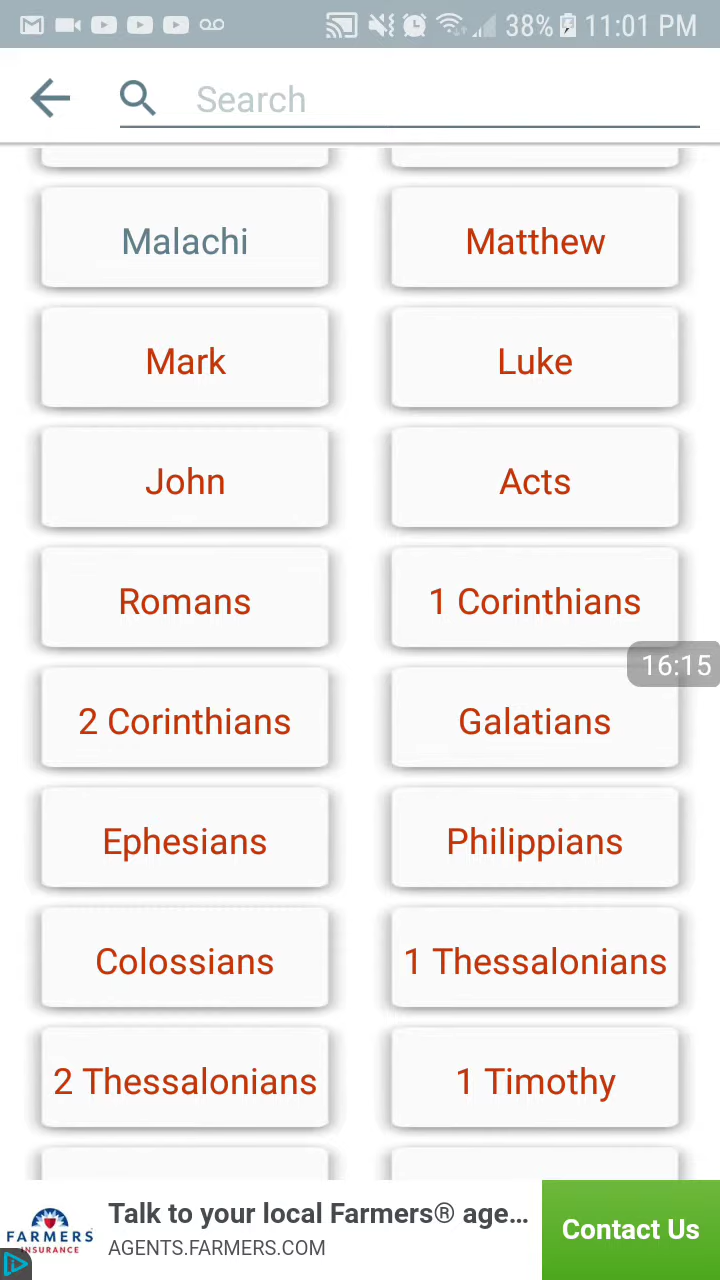 38% 11:01 PM
Search
Malachi
Matthew
Mark
Luke
John
Acts
Romans
1 Corinthians
16:15
2 Corinthians
Galatians
Ephesians
Philippians
Colossians
1 Thessalonians
2 Thessalonians
1 Timothy
Talk to your local Farmers® age...
AGENTS.FARMERS.COM
FARMERS
INSURANCE
Contact Us